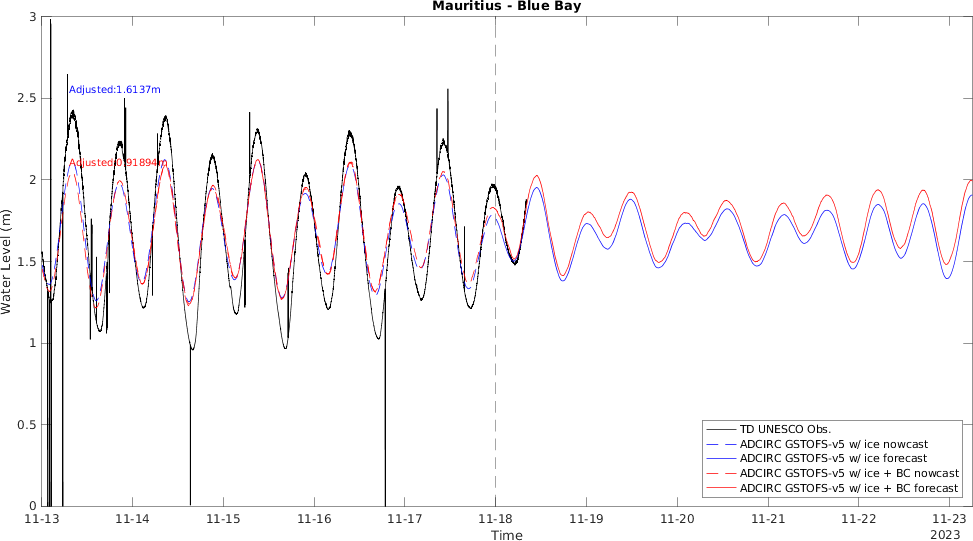 Mauritius - Blue Bay
Water Level (m)
3
2.5
2
1.5
1
0.5
0
Adjusted:1.6137m
Adjusted:0.91894m
TD UNESCO Obs.
ADCIRC GSTOFS-v5 w/ ice nowcast
ADCIRC GSTOFS-v5 w/ ice forecast
ADCIRC GSTOFS-v5 w/ ice + BC nowcast
ADCIRC GSTOFS-v5 w/ ice + BC forecast
11-13 11-14 11-15 11-16 11-17 11-18 11-19 11-20 11-21 11-22 11-23
2023
Time